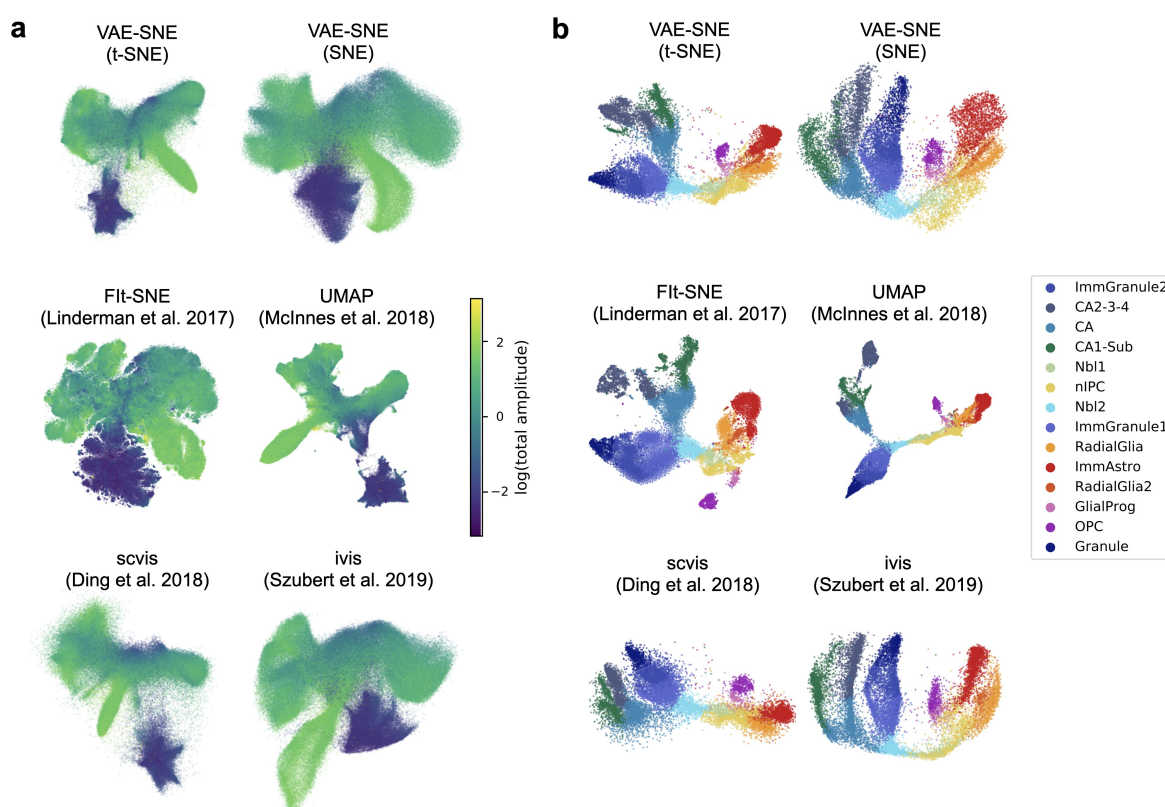 a
VAE-SNE
(t-SNE)
VAE-SNE
(SNE)
FIt-SNE
(Linderman et al. 2017)
UMAP
(McInnes et al. 2018)
2
0
−2
log(total amplitude)
scvis
(Ding et al. 2018)
ivis
(Szubert et al. 2019)
b
VAE-SNE
(t-SNE)
VAE-SNE
(SNE)
FIt-SNE
(Linderman et al. 2017)
UMAP
(McInnes et al. 2018)
scvis
(Ding et al. 2018)
ivis
(Szubert et al. 2019)
ImmGranule2
CA2-3-4
CA
CA1-Sub
Nbl1
nIPC
Nbl2
ImmGranule1
RadialGlia
ImmAstro
RadialGlia2
GlialProg
OPC
Granule